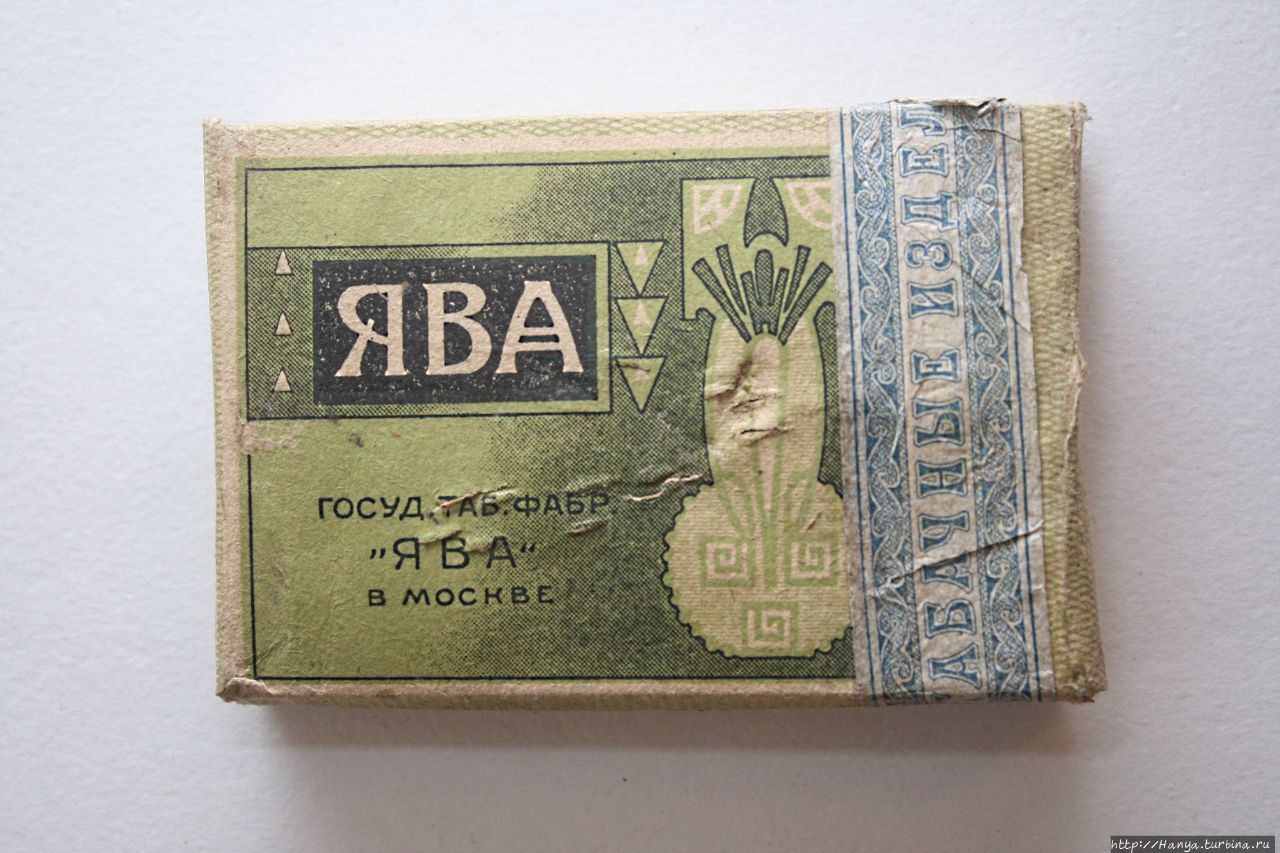 ЯВА
ГОСУД.ТАБ.ФАБР.
„ЯВА“
В МОСКВЕ
АБАЧНЫЕ ИЗДЕЛ
http://Hanya.turbina.ru